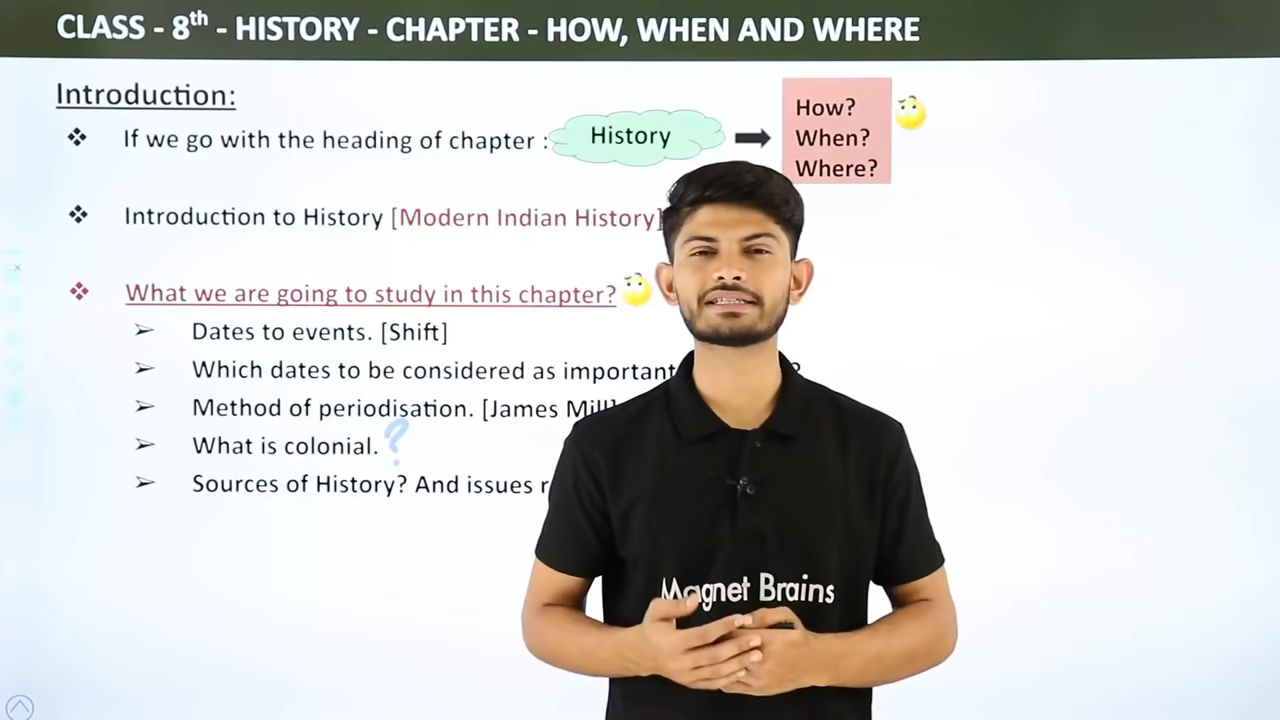 CLASS - 8th - HISTORY - CHAPTER - HOW, WHEN AND WHERE
Introduction:
❖ If we go with the heading of chapter : History ➡ How?
When?
Where?
❖ Introduction to History [Modern Indian History]
❖ What we are going to study in this chapter?
➢ Dates to events. [Shift]
➢ Which dates to be considered as important ?
➢ Method of periodisation. [James Mill]
➢ What is colonial. ?
➢ Sources of History? And issues
Magnet Brains